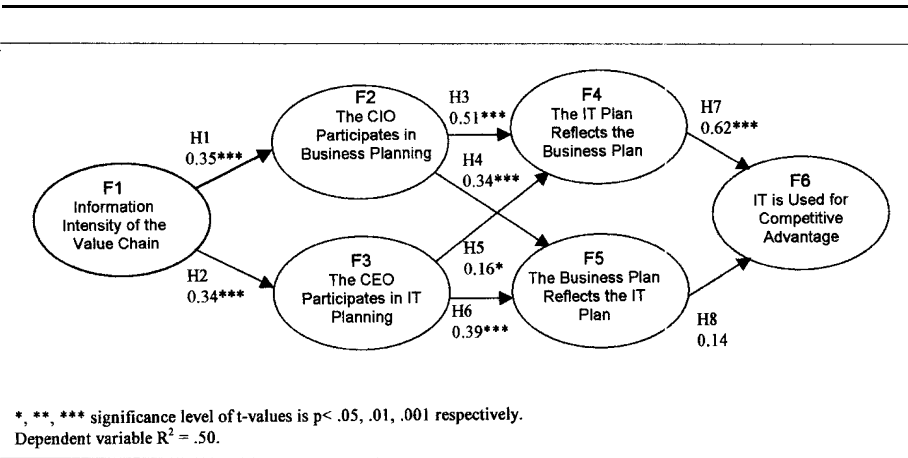 F1
Information
Intensity of the
Value Chain
H1
0.35***
H2
0.34***
F2
The CIO
Participates in
Business Planning
F3
The CEO
Participates in IT
Planning
H3
0.51***
H4
0.34***
H5
0.16*
H6
0.39***
F4
The IT Plan
Reflects the
Business Plan
F5
The Business Plan
Reflects the IT
Plan
H7
0.62***
H8
0.14
F6
IT is Used for
Competitive
Advantage
*, **, *** significance level of t-values is p< .05, .01, .001 respectively.
Dependent variable R² = .50.